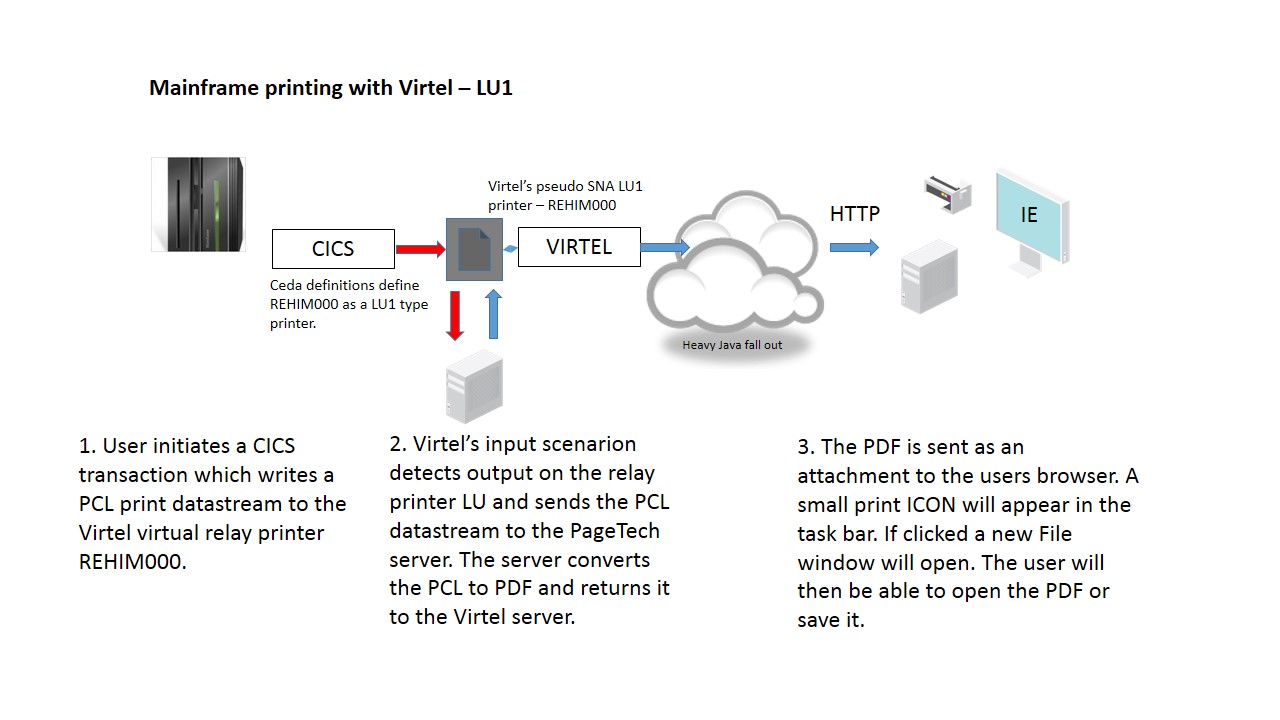 Mainframe printing with Virtel – LU1
Virtel's pseudo SNA LU1
printer – REHIM000
CICS
VIRTEL
HTTP
IE
Ceda definitions define
REHIM000 as a LU1 type
printer.
Heavy Java fall out
1. User initiates a CICS
transaction which writes a
PCL print datastream to the
Virtel virtual relay printer
REHIM000.
2. Virtel's input scenarion
detects output on the relay
printer LU and sends the PCL
datastream to the PageTech
server. The server converts
the PCL to PDF and returns it
to the Virtel server.
3. The PDF is sent as an
attachment to the users browser. A
small print ICON will appear in the
task bar. If clicked a new File
window will open. The user will
then be able to open the PDF or
save it.